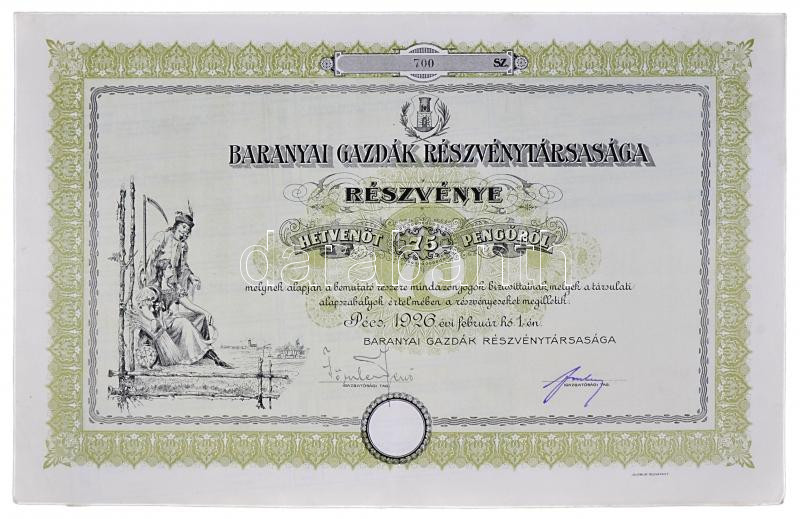 700 SZ.
BARANYAI GAZDÁK RÉSZVÉNYTÁRSASÁGA
RÉSZVÉNYE
HETVENÖT 75 PENGŐRŐL
darabanth
melynek alapján a bemutató részére mindazon jogok biztosíttatnak, melyek a társulati
alapszabályok értelmében a részvényeseket megilletik.
Pécs, 1926 évi február hó 1-én.
BARANYAI GAZDÁK RÉSZVÉNYTÁRSASÁGA
IGAZGATÓSÁGI TAG. IGAZGATÓSÁGI TAG.